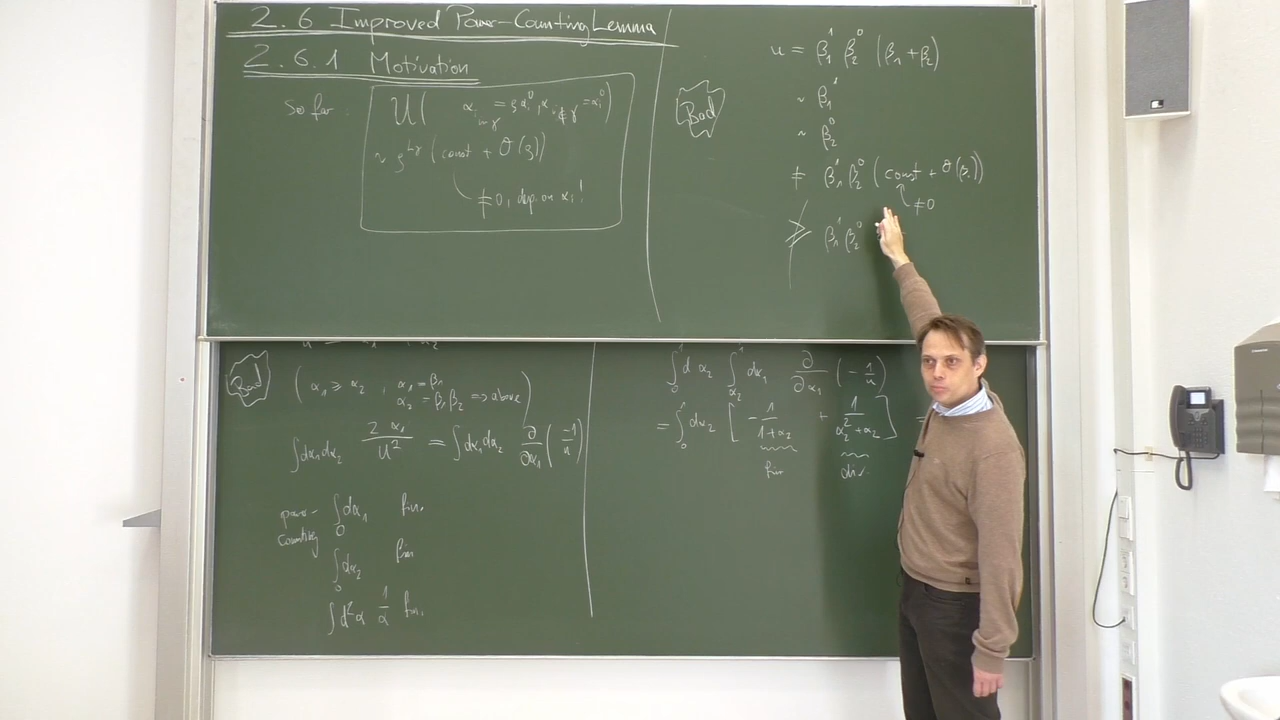 2.6 Improved Power-Counting Lemma
2.6.1 Motivation
So far:
U( α_{i∈γ} = ξα_i^0, α_{i∉γ} = α_i^0 )
~ ξ^{Lγ} (const + O(ξ))
≠0, dep. on α_i!
Bad
u = β_1^1 β_2^0 (β_1 + β_2)
~ β_1^1
~ β_2^0
≠ β_1^1 β_2^0 (const + O(β_i))
≠0
≯ β_1^1 β_2^0
Bad
( α_1 ≥ α_2 , α_1 = β_1
α_2 = β_1 β_2 => above )
∫dα_1 dα_2 2α_1/u^2 = ∫dα_1 dα_2 ∂/∂α_1 (-1/u)
power-counting
∫_0 dα_1 fin.
∫_0 dα_2 fin
∫d^2α 1/α fin.
∫_0^1 dα_2 ∫_{α_2}^1 dα_1 ∂/∂α_1 (-1/u)
= ∫_0^1 dα_2 [ -1/(1+α_2) + 1/(α_2^2+α_2) ] =
fin div